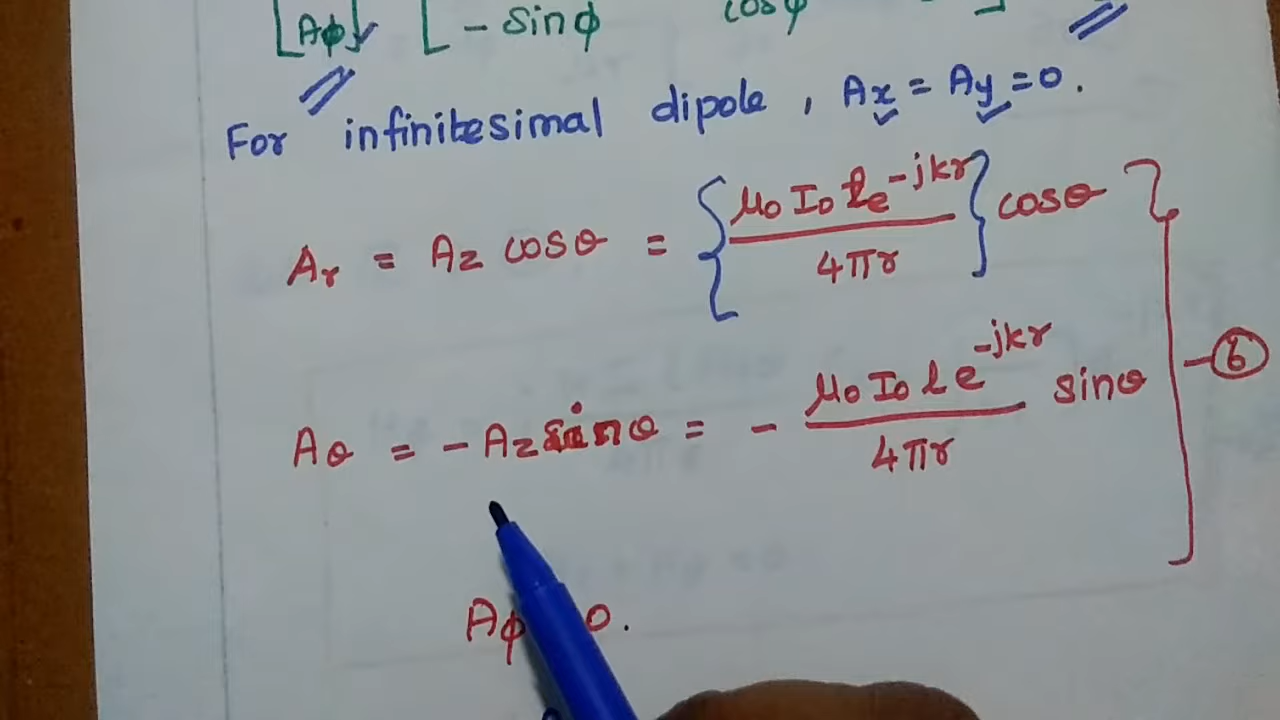 [Aϕ] [ - sinϕ cosϕ
For infinitesimal dipole, Ax = Ay = 0.
Ar = Az cosθ = { μ0 I0 l e^-jkr / 4πr } cosθ
Aθ = - Az sinθ = - μ0 I0 l e^-jkr / 4πr sinθ
- ⑥
Aϕ 0.